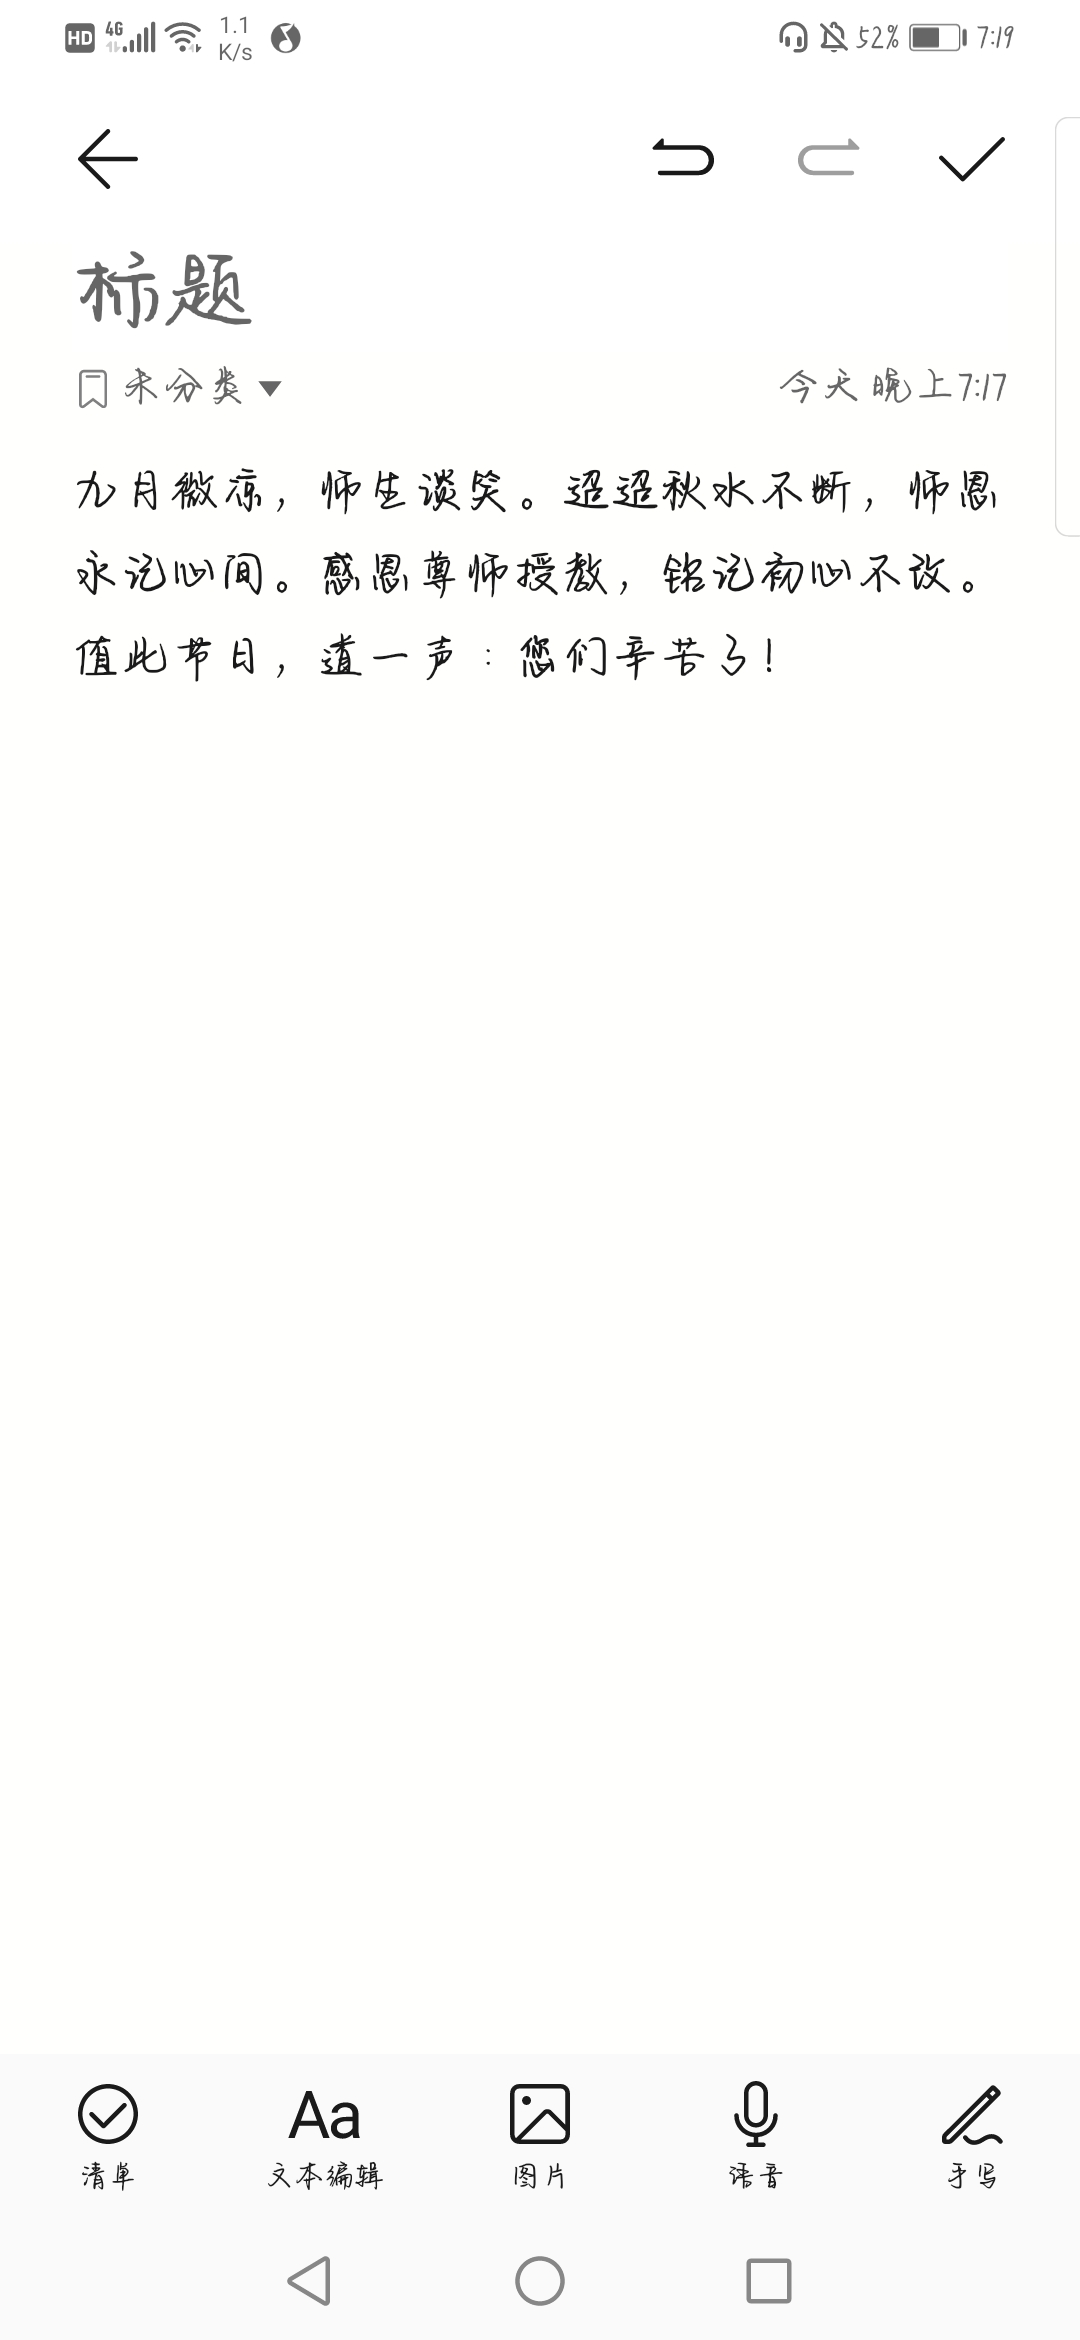 HD 4G 1.1 K/s 52% 7:19
标题
未分类 今天 晚上7:17
九月微凉，师生谈笑。迢迢秋水不断，师恩
永记心间。感恩尊师授教，铭记初心不改。
值此节日，道一声：您们辛苦了！
Aa
清单 文本编辑 图片 语音 手写